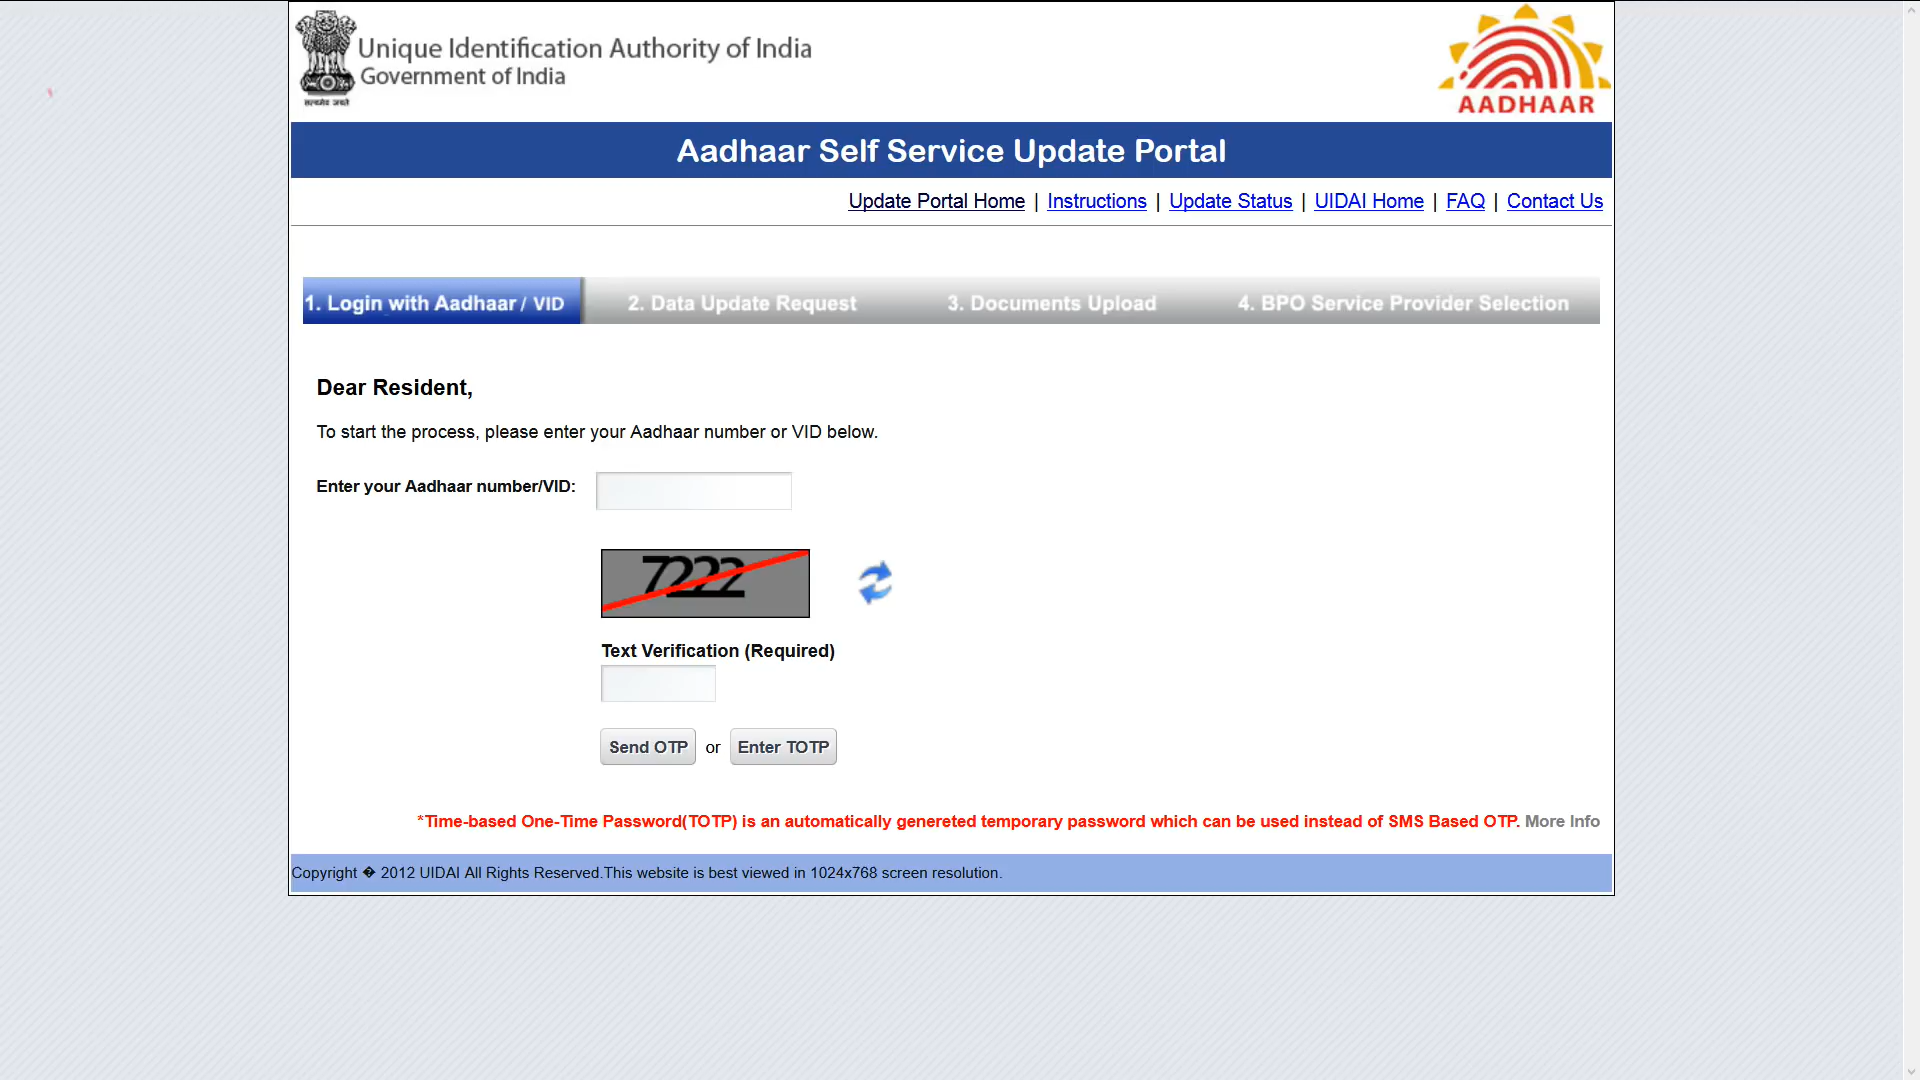 Unique Identification Authority of India
Government of India
सत्यमेव जयते
AADHAAR
Aadhaar Self Service Update Portal
Update Portal Home | Instructions | Update Status | UIDAI Home | FAQ | Contact Us
1. Login with Aadhaar / VID 2. Data Update Request 3. Documents Upload 4. BPO Service Provider Selection
Dear Resident,
To start the process, please enter your Aadhaar number or VID below.
Enter your Aadhaar number/VID:
7222
Text Verification (Required)
Send OTP or Enter TOTP
*Time-based One-Time Password(TOTP) is an automatically genereted temporary password which can be used instead of SMS Based OTP. More Info
Copyright � 2012 UIDAI All Rights Reserved.This website is best viewed in 1024x768 screen resolution.